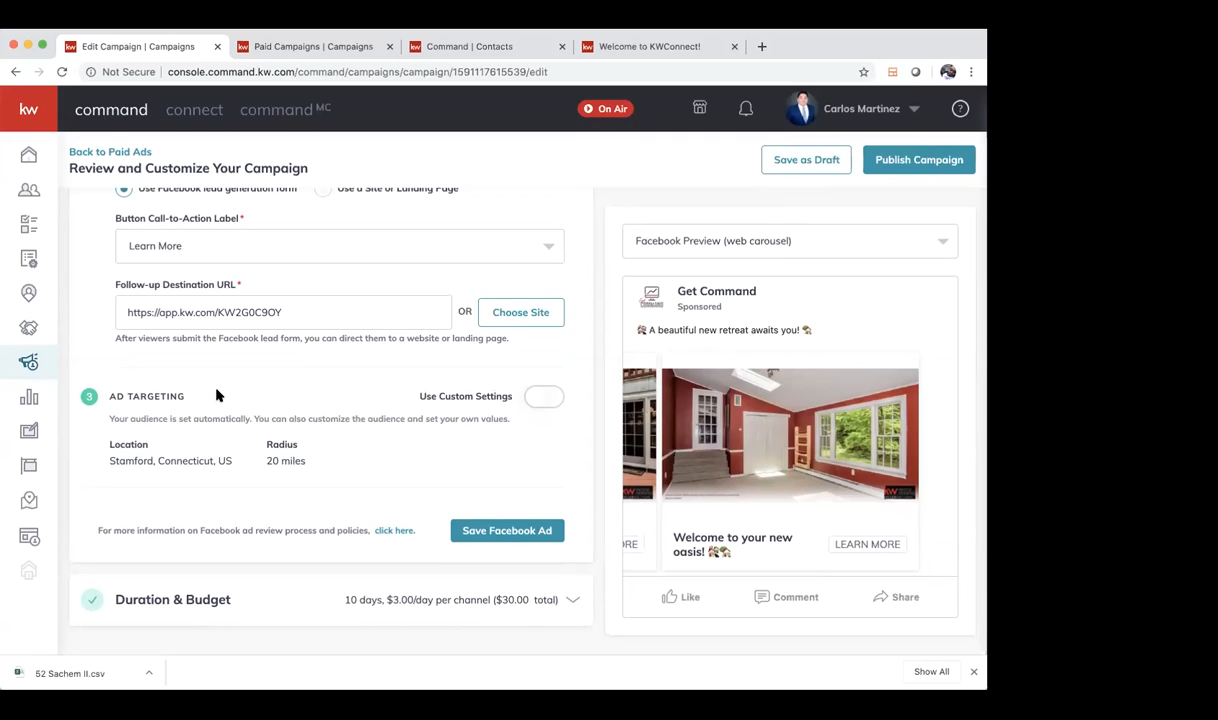 Edit Campaign | Campaigns
Paid Campaigns | Campaigns
Command | Contacts
Welcome to KWConnect!
Not Secure
console.command.kw.com/command/campaigns/campaign/1591117615539/edit
kw
command
connect
command MC
On Air
Carlos Martinez
?
Back to Paid Ads
Review and Customize Your Campaign
Save as Draft
Publish Campaign
Use Facebook lead generation form
Use a Site or Landing Page
Button Call-to-Action Label*
Learn More
Follow-up Destination URL*
https://app.kw.com/KW2G0C9OY
OR
Choose Site
After viewers submit the Facebook lead form, you can direct them to a website or landing page.
3
AD TARGETING
Use Custom Settings
Your audience is set automatically. You can also customize the audience and set your own values.
Location
Radius
Stamford, Connecticut, US
20 miles
For more information on Facebook ad review process and policies, click here.
Save Facebook Ad
Duration & Budget
10 days, $3.00/day per channel ($30.00 total)
Facebook Preview (web carousel)
Get Command
Sponsored
🏘️ A beautiful new retreat awaits you! 🏡
kw
kw
ORE
Welcome to your new
oasis! 🏘️🏡
LEARN MORE
Like
Comment
Share
52 Sachem II.csv
Show All